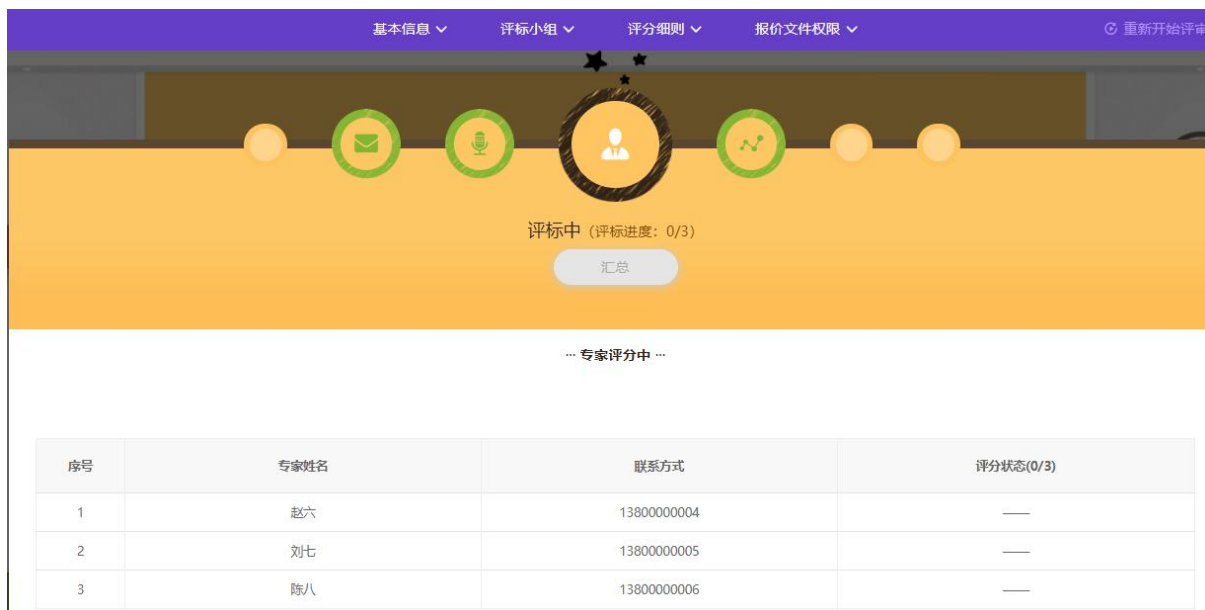 基本信息 评标小组 评分细则 报价文件权限 重新开始评审
评标中（评标进度：0/3）
汇总
··· 专家评分中 ···
序号 专家姓名 联系方式 评分状态(0/3)
1 赵六 13800000004 ——
2 刘七 13800000005 ——
3 陈八 13800000006 ——